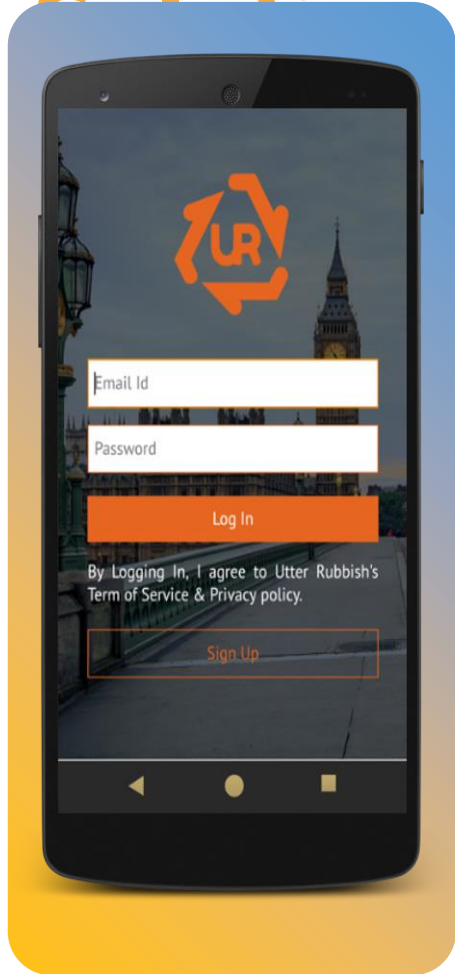 UR
Email Id
Password
Log In
By Logging In, I agree to Utter Rubbish's
Term of Service & Privacy policy.
Sign Up